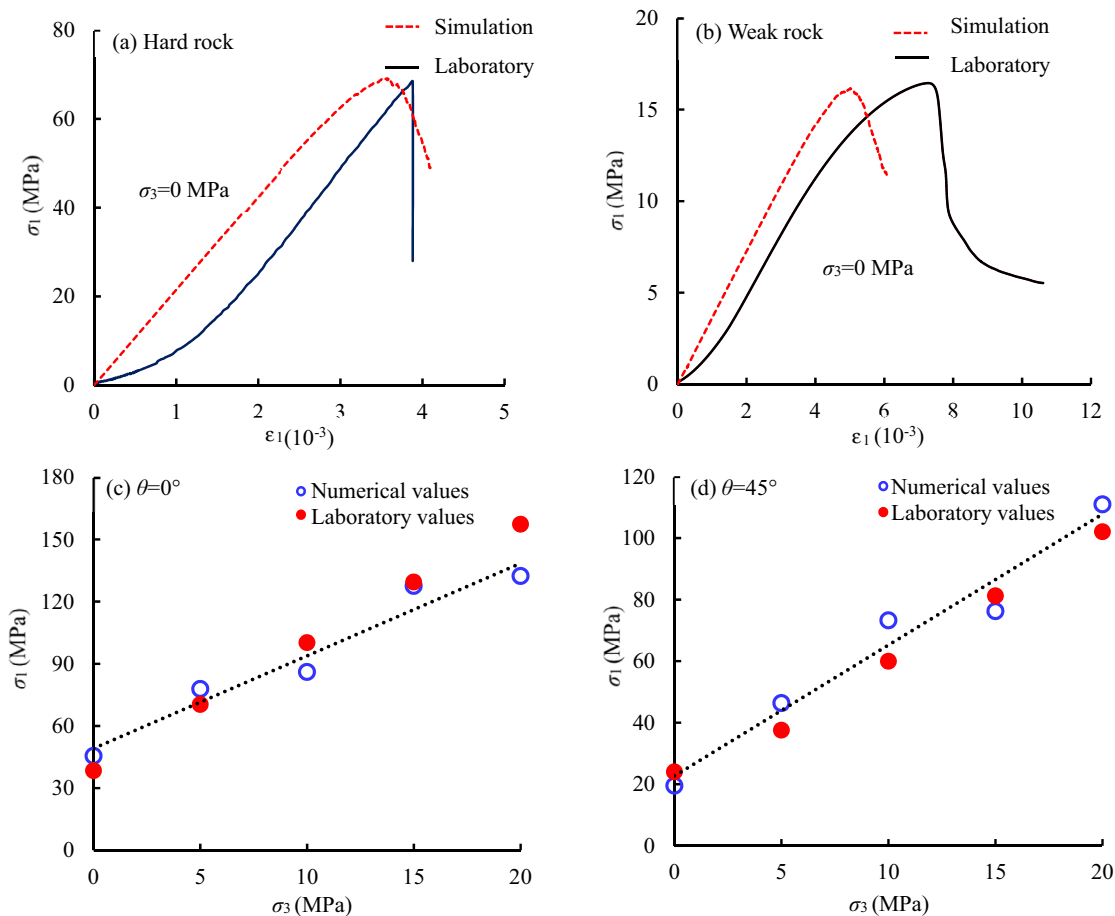 (a) Hard rock
Simulation
Laboratory
σ3=0 MPa
80
60
40
20
0
σ1 (MPa)
0 1 2 3 4 5
ε1(10-3)
(b) Weak rock
Simulation
Laboratory
σ3=0 MPa
20
15
10
5
0
σ1 (MPa)
0 2 4 6 8 10 12
ε1 (10-3)
(c) θ=0°
Numerical values
Laboratory values
180
150
120
90
60
30
0
σ1 (MPa)
0 5 10 15 20
σ3 (MPa)
(d) θ=45°
Numerical values
Laboratory values
120
100
80
60
40
20
0
σ1 (MPa)
0 5 10 15 20
σ3 (MPa)